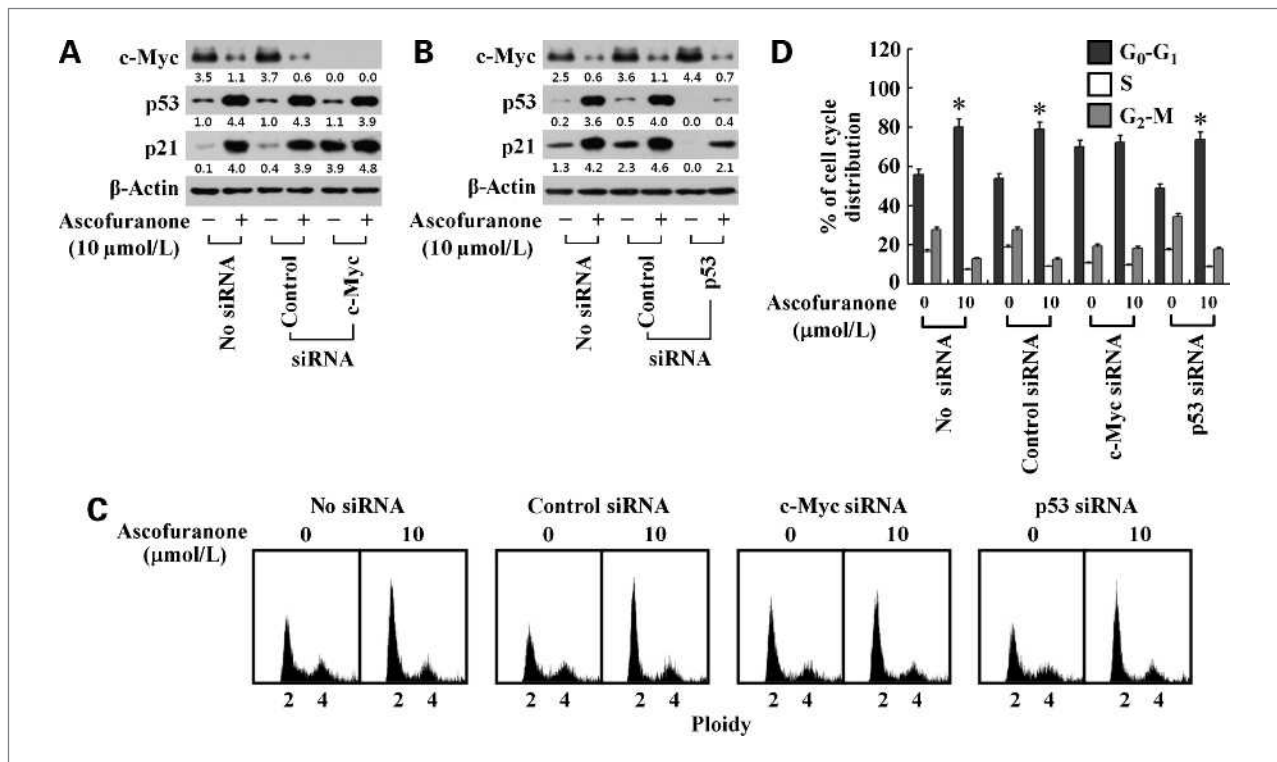 A
c-Myc
3.5 1.1 3.7 0.6 0.0 0.0
p53
1.0 4.4 1.0 4.3 1.1 3.9
p21
0.1 4.0 0.4 3.9 3.9 4.8
β-Actin
Ascofuranone − + − + − +
(10 μmol/L)
No siRNA
Control
c-Myc
siRNA
B
c-Myc
2.5 0.6 3.6 1.1 4.4 0.7
p53
0.2 3.6 0.5 4.0 0.0 0.4
p21
1.3 4.2 2.3 4.6 0.0 2.1
β-Actin
Ascofuranone − + − + − +
(10 μmol/L)
No siRNA
Control
p53
siRNA
D
% of cell cycle
distribution
120
100
80
60
40
20
0
G0-G1
S
G2-M
* * *
Ascofuranone 0 10 0 10 0 10 0 10
(μmol/L)
No siRNA
Control siRNA
c-Myc siRNA
p53 siRNA
C
No siRNA Control siRNA c-Myc siRNA p53 siRNA
Ascofuranone 0 10 0 10 0 10 0 10
(μmol/L)
2 4 2 4 2 4 2 4 2 4 2 4 2 4 2 4
Ploidy